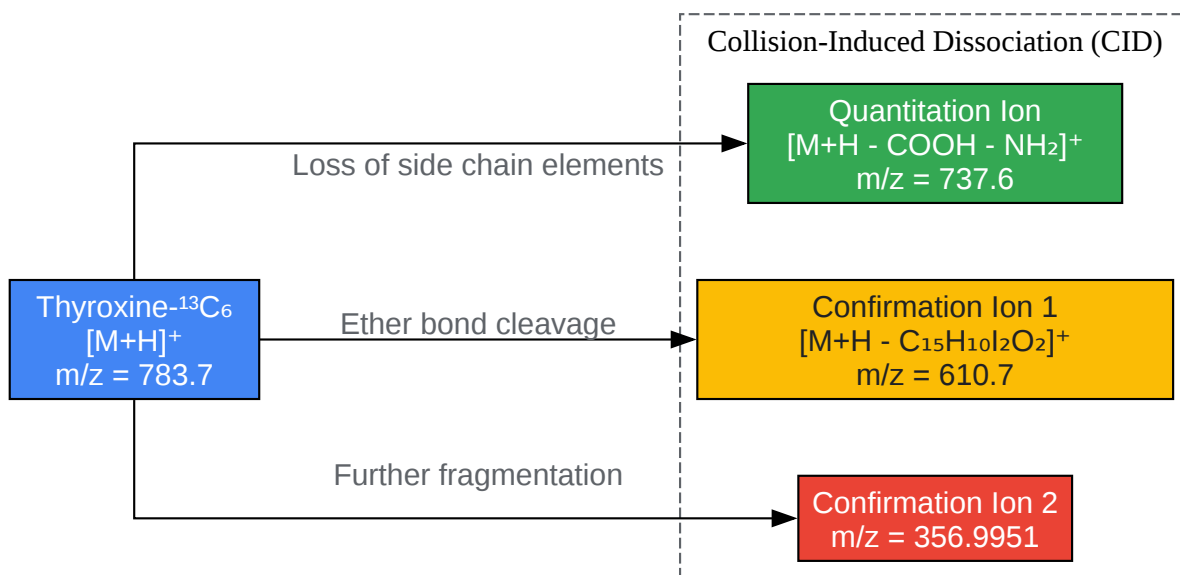 Collision-Induced Dissociation (CID)
Quantitation Ion
[M+H - COOH - NH₂]⁺
m/z = 737.6
Loss of side chain elements
Thyroxine-¹³C₆
[M+H]⁺
m/z = 783.7
Ether bond cleavage
Confirmation Ion 1
[M+H - C₁₅H₁₀I₂O₂]⁺
m/z = 610.7
Further fragmentation
Confirmation Ion 2
m/z = 356.9951